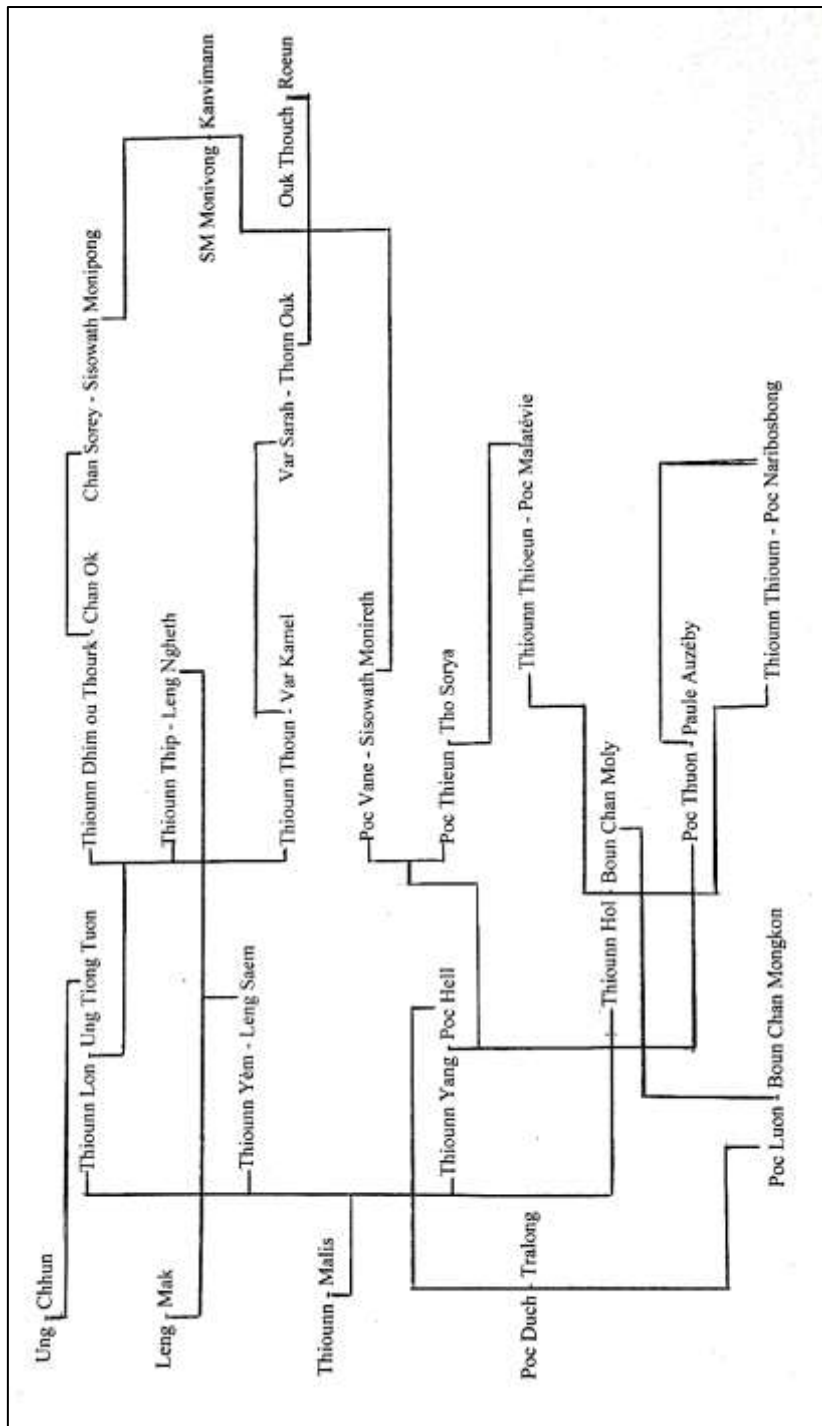 Ung - Chhun
Thiounn Lon - Ung Tiong Tuon
Thiounn Dhim ou Thourk - Chan Ok
Chan Sorey - Sisowath Monipong
Leng - Mak
Thiounn Thip - Leng Ngheth
SM Monivong - Kanvimann
Thiounn Yèm - Leng Saem
Thiounn Thoun - Var Kamel
Var Sarah - Thonn Ouk
Ouk Thouch - Roeun
Thiounn - Malis
Poc Vane - Sisowath Monireth
Thiounn Yang - Poc Hell
Poc Thieun - Tho Sorya
Poc Duch - Tralong
Thiounn Thioeun - Poc Malatévie
Thiounn Hol - Boun Chan Moly
Poc Thuon - Paule Auzéby
Poc Luon - Boun Chan Mongkon
Thiounn Thioum - Poc Naribosbong